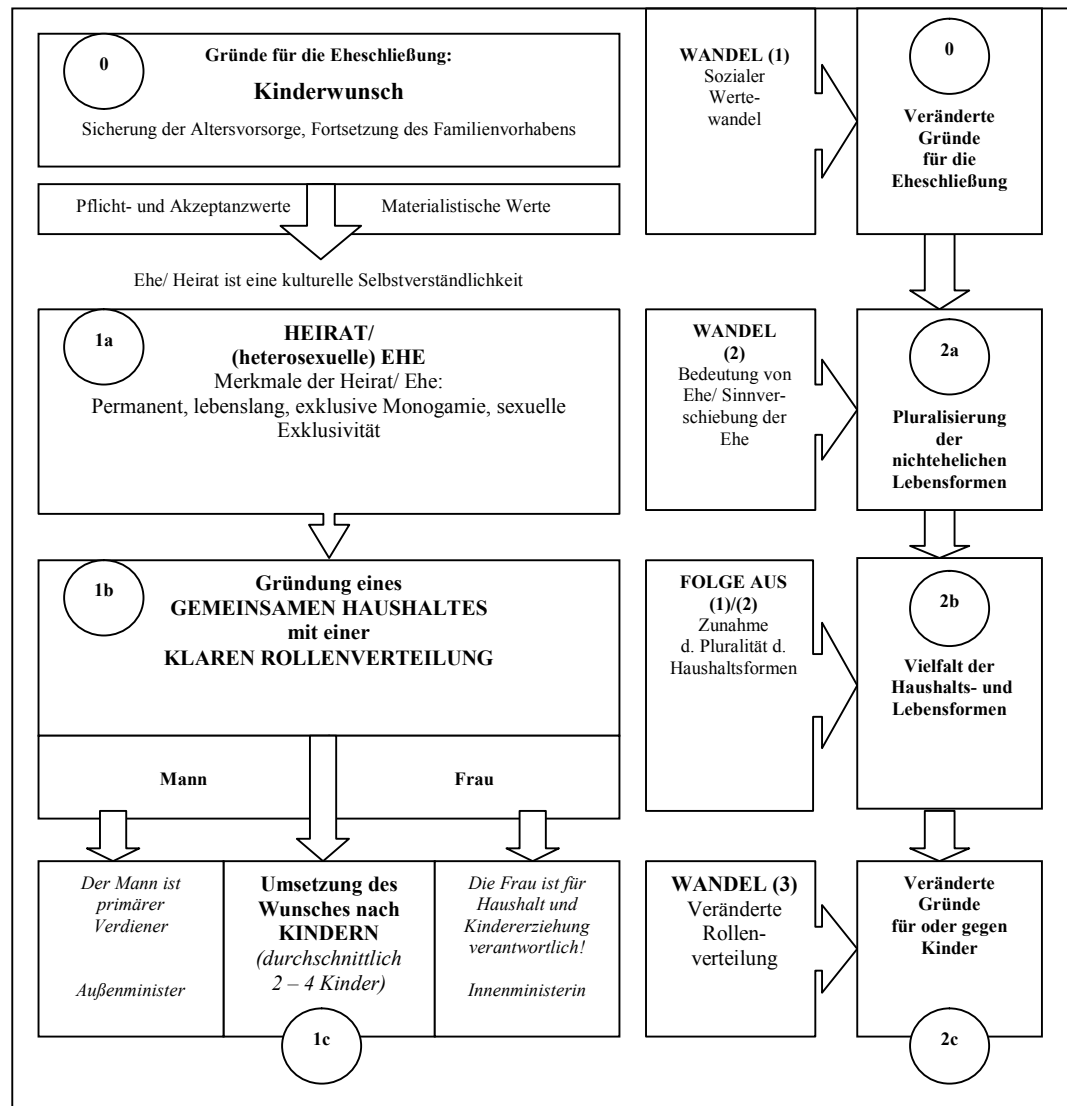 0
Gründe für die Eheschließung:
Kinderwunsch
Sicherung der Altersvorsorge, Fortsetzung des Familienvorhabens
Pflicht- und Akzeptanzwerte
Materialistische Werte
Ehe/ Heirat ist eine kulturelle Selbstverständlichkeit
1a
HEIRAT/
(heterosexuelle) EHE
Merkmale der Heirat/ Ehe:
Permanent, lebenslang, exklusive Monogamie, sexuelle
Exklusivität
1b
Gründung eines
GEMEINSAMEN HAUSHALTES
mit einer
KLAREN ROLLENVERTEILUNG
Mann
Frau
Der Mann ist
primärer
Verdiener
Außenminister
Umsetzung des
Wunsches nach
KINDERN
(durchschnittlich
2 – 4 Kinder)
1c
Die Frau ist für
Haushalt und
Kindererziehung
verantwortlich!
Innenministerin
WANDEL (1)
Sozialer
Werte-
wandel
0
Veränderte
Gründe
für die
Eheschließung
WANDEL
(2)
Bedeutung von
Ehe/ Sinnver-
schiebung der
Ehe
2a
Pluralisierung
der
nichtehelichen
Lebensformen
FOLGE AUS
(1)/(2)
Zunahme
d. Pluralität d.
Haushaltsformen
2b
Vielfalt der
Haushalts- und
Lebensformen
WANDEL (3)
Veränderte
Rollen-
verteilung
Veränderte
Gründe
für oder gegen
Kinder
2c